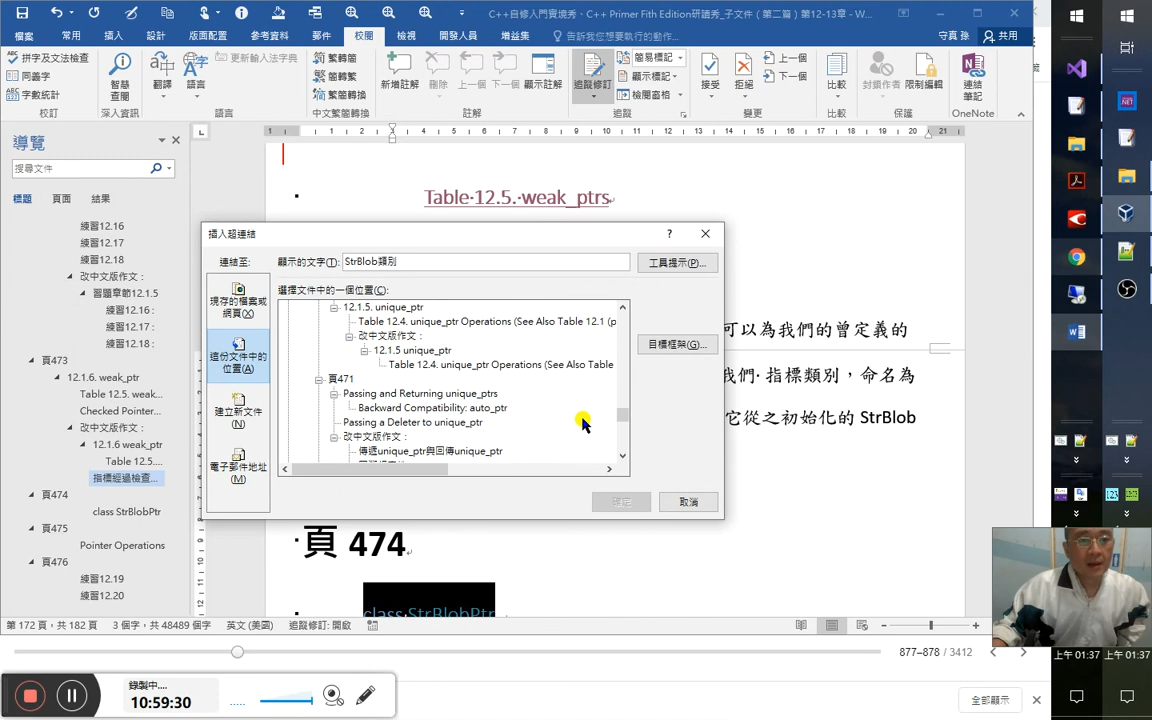 C++自修入門實境秀、C++ Primer Fifth Edition研讀秀_子文件（第二篇）第12-13章 - W...
檔案 常用 插入 設計 版面配置 參考資料 郵件 校閱 檢視 開發人員 增益集 告訴我您想要執行的動作... 守真 孫 共用
拼字及文法檢查
同義字
字數統計
校訂
智慧查閱
深入資訊
翻譯
語言
更新輸入法字典
語言
繁轉簡
簡轉繁
繁簡轉換
中文繁簡轉換
新增註解
刪除
上一個
下一個
顯示註解
註解
追蹤修訂
簡易標記
顯示標記
檢閱窗格
追蹤
接受
拒絕
上一個
下一個
變更
比較
比較
封鎖作者
限制編輯
保護
連結筆記
OneNote
導覽
搜尋文件
標題 頁面 結果
練習12.16
練習12.17
練習12.18
改中文版作文：
習題章節12.1.5
練習12.16：
練習12.17：
練習12.18：
頁473
12.1.6. weak_ptr
Table 12.5. weak...
Checked Pointer...
改中文版作文：
12.1.6 weak_ptr
Table 12.5....
指標經過檢查...
頁474
class StrBlobPtr
頁475
Pointer Operations
頁476
練習12.19
練習12.20
Table·12.5.·weak_ptrs
可以為我們的曾定義的
我們·指標類別，命名為
它從之初始化的 StrBlob
頁 474
class·StrBlobPtr
插入超連結
連結至:
顯示的文字(T): StrBlob類別
工具提示(P)...
現存的檔案或網頁(X)
這份文件中的位置(A)
建立新文件(N)
電子郵件地址(M)
選擇文件中的一個位置(C):
12.1.5. unique_ptr
Table 12.4. unique_ptr Operations (See Also Table 12.1 (p
改中文版作文：
12.1.5 unique_ptr
Table 12.4. unique_ptr Operations (See Also Table
頁471
Passing and Returning unique_ptrs
Backward Compatibility: auto_ptr
Passing a Deleter to unique_ptr
改中文版作文：
傳遞unique_ptr與回傳unique_ptr
目標框架(G)...
確定
取消
第 172 頁，共 182 頁 3 個字，共 48489 個字 英文 (美國) 追蹤修訂: 開啟
877–878 / 3412
錄製中....
10:59:30
全部顯示
上午 01:37
上午 01:37